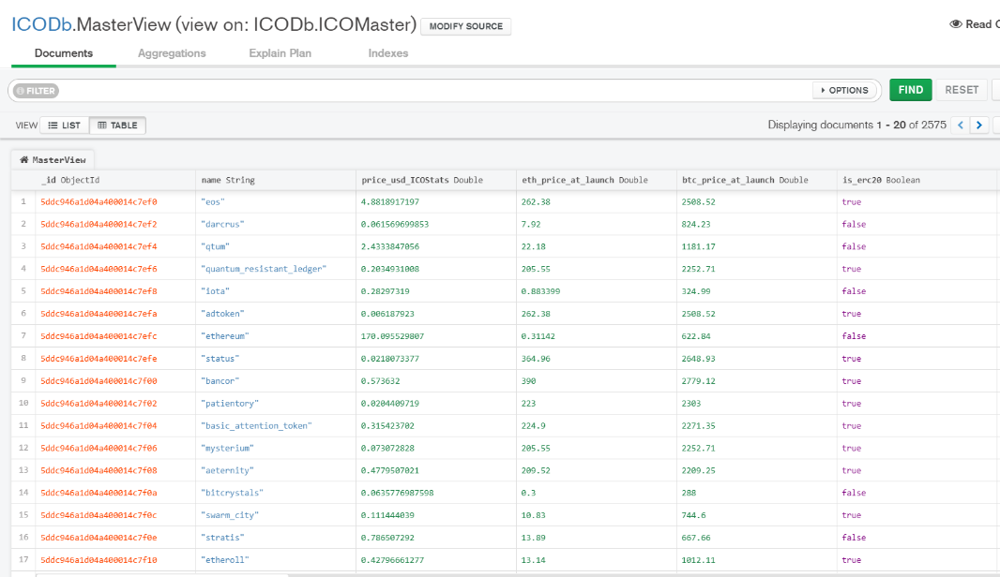 ICODb.MasterView (view on: ICODb.ICOMaster) MODIFY SOURCE Read
Documents Aggregations Explain Plan Indexes
FILTER OPTIONS FIND RESET
VIEW LIST TABLE Displaying documents 1 - 20 of 2575
MasterView
_id ObjectId name String price_usd_ICOStats Double eth_price_at_launch Double btc_price_at_launch Double is_erc20 Boolean
1 5ddc946a1d04a400014c7ef0 "eos" 4.8818917197 262.38 2508.52 true
2 5ddc946a1d04a400014c7ef2 "darcrus" 0.061569699853 7.92 824.23 false
3 5ddc946a1d04a400014c7ef4 "qtum" 2.4333847056 22.18 1181.17 false
4 5ddc946a1d04a400014c7ef6 "quantum_resistant_ledger" 0.2034931008 205.55 2252.71 true
5 5ddc946a1d04a400014c7ef8 "iota" 0.28297319 0.883399 324.99 false
6 5ddc946a1d04a400014c7efa "adtoken" 0.006187923 262.38 2508.52 true
7 5ddc946a1d04a400014c7efc "ethereum" 170.095529807 0.31142 622.84 false
8 5ddc946a1d04a400014c7efe "status" 0.0218073377 364.96 2648.93 true
9 5ddc946a1d04a400014c7f00 "bancor" 0.573632 390 2779.12 true
10 5ddc946a1d04a400014c7f02 "patientory" 0.0204409719 223 2303 true
11 5ddc946a1d04a400014c7f04 "basic_attention_token" 0.315423702 224.9 2271.35 true
12 5ddc946a1d04a400014c7f06 "mysterium" 0.073072828 205.55 2252.71 true
13 5ddc946a1d04a400014c7f08 "aeternity" 0.4779507021 209.52 2209.25 true
14 5ddc946a1d04a400014c7f0a "bitcrystals" 0.0635776987598 0.3 288 false
15 5ddc946a1d04a400014c7f0c "swarm_city" 0.111444039 10.83 744.6 true
16 5ddc946a1d04a400014c7f0e "stratis" 0.786507292 13.89 667.66 false
17 5ddc946a1d04a400014c7f10 "etheroll" 0.42796661277 13.14 1012.11 true